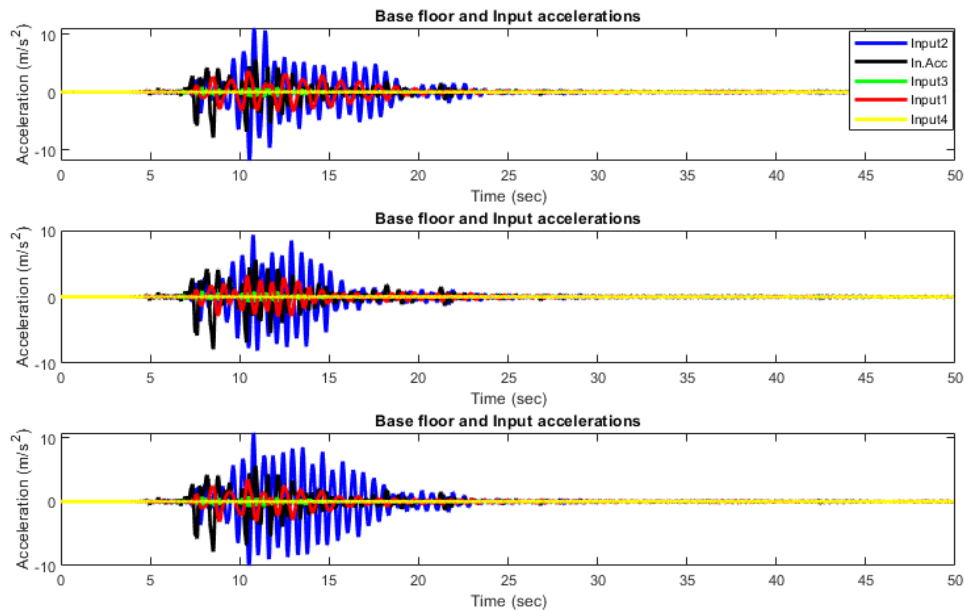 Base floor and Input accelerations
Acceleration (m/s²)
10
0
-10
0 5 10 15 20 25 30 35 40 45 50
Time (sec)
Input2
In.Acc
Input3
Input1
Input4
Base floor and Input accelerations
Acceleration (m/s²)
10
0
-10
0 5 10 15 20 25 30 35 40 45 50
Time (sec)
Base floor and Input accelerations
Acceleration (m/s²)
10
0
-10
0 5 10 15 20 25 30 35 40 45 50
Time (sec)